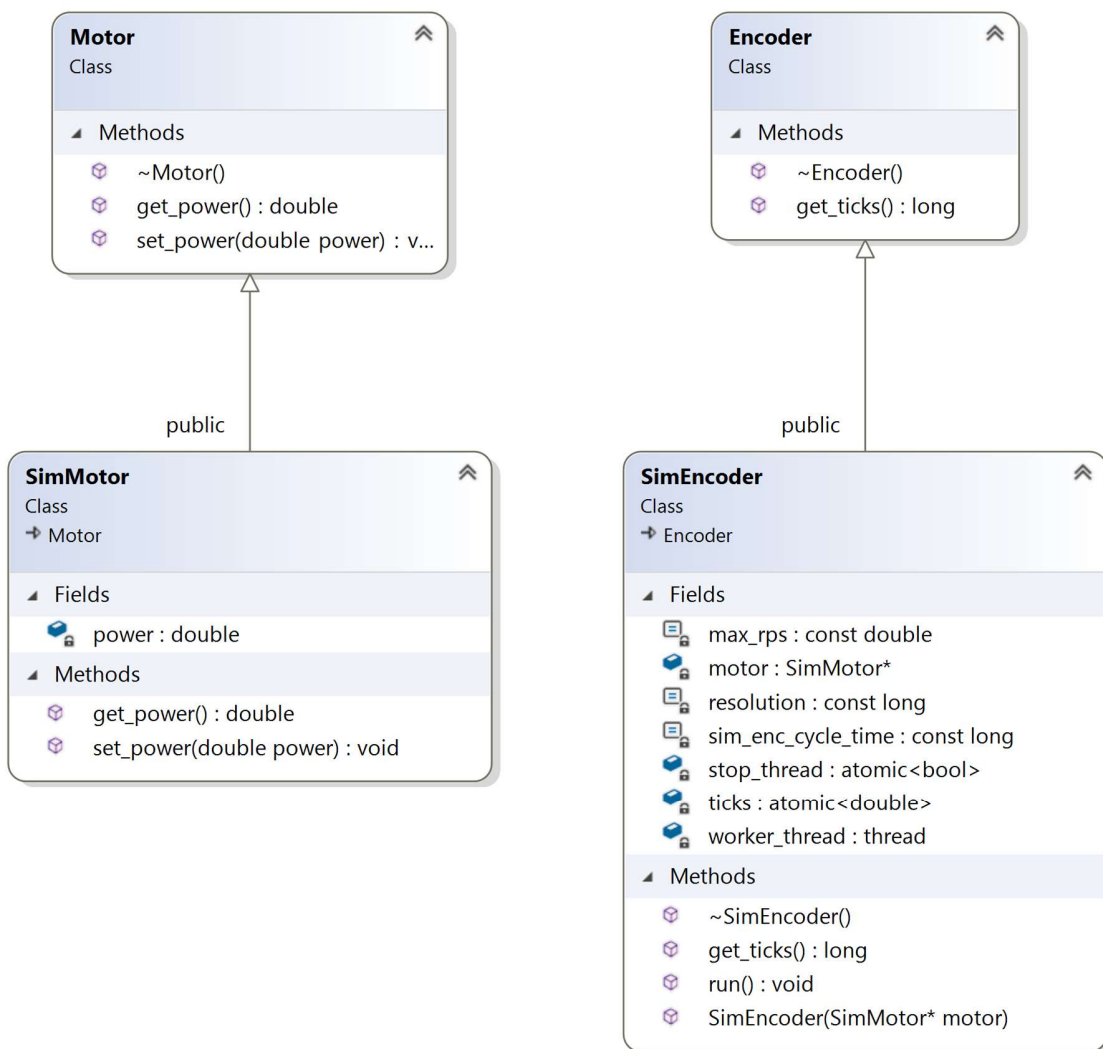 Motor
Class
Methods
~Motor()
get_power() : double
set_power(double power) : v...
Encoder
Class
Methods
~Encoder()
get_ticks() : long
public
public
SimMotor
Class
Motor
Fields
power : double
Methods
get_power() : double
set_power(double power) : void
SimEncoder
Class
Encoder
Fields
max_rps : const double
motor : SimMotor*
resolution : const long
sim_enc_cycle_time : const long
stop_thread : atomic<bool>
ticks : atomic<double>
worker_thread : thread
Methods
~SimEncoder()
get_ticks() : long
run() : void
SimEncoder(SimMotor* motor)